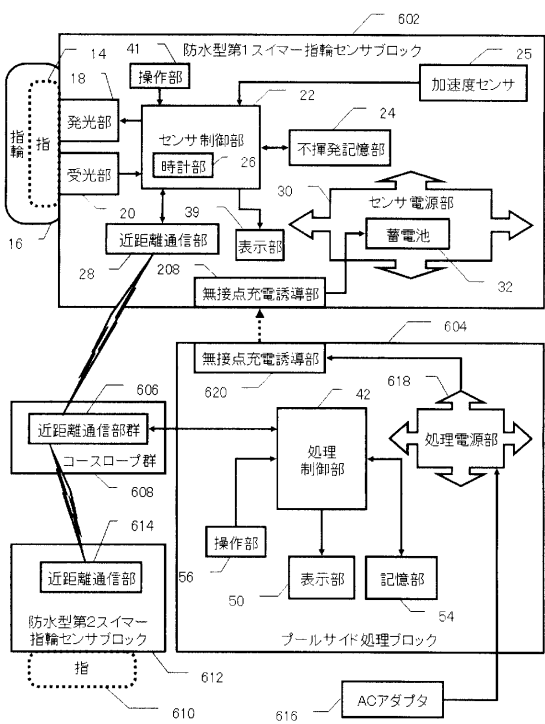 602
防水型第1スイマー指輪センサブロック
14
41
25
18
操作部
加速度センサ
22
発光部
24
センサ制御部
指輪
指
不揮発記憶部
時計部
26
受光部
30
センサ電源部
20
39
蓄電池
16
近距離通信部
表示部
28
208
32
無接点充電誘導部
604
無接点充電誘導部
606
620
42
618
近距離通信部群
処理制御部
処理電源部
コースロープ群
608
614
操作部
近距離通信部
56
表示部
記憶部
50
54
防水型第2スイマー
指輪センサブロック
プールサイド処理ブロック
指
612
610
616
ACアダプタ